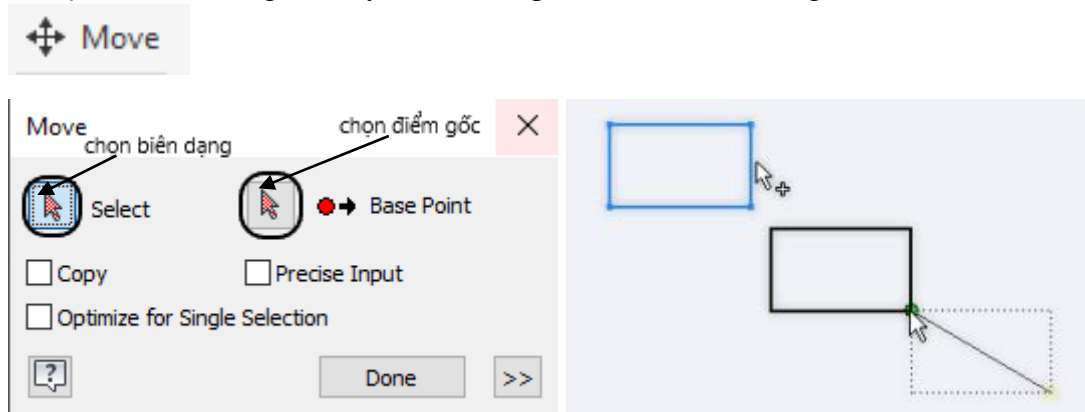 Move
Move
chọn điểm gốc
chọn biên dạng
Select
Base Point
Copy
Precise Input
Optimize for Single Selection
?
Done
>>